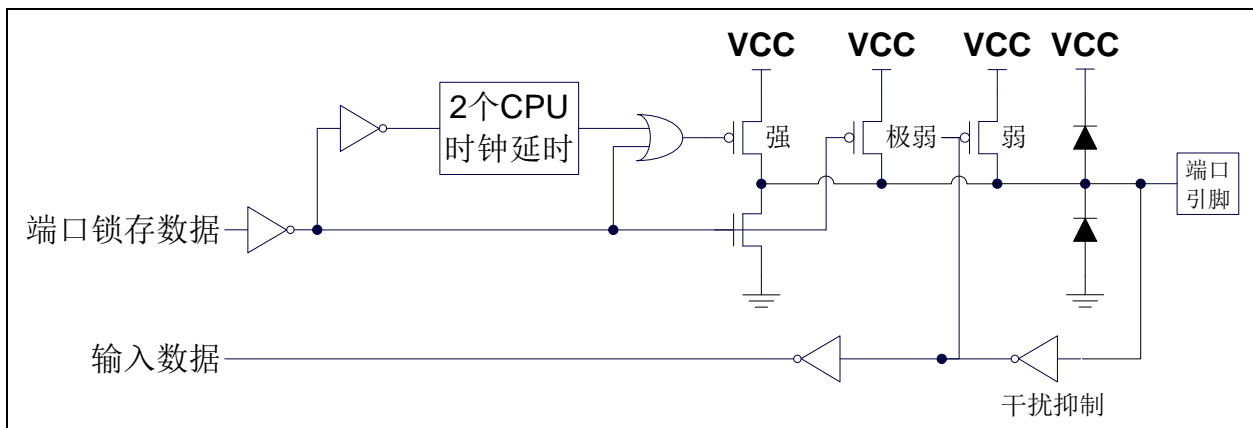 VCC VCC VCC VCC
2个CPU
时钟延时
强
极弱
弱
端口
引脚
端口锁存数据
输入数据
干扰抑制